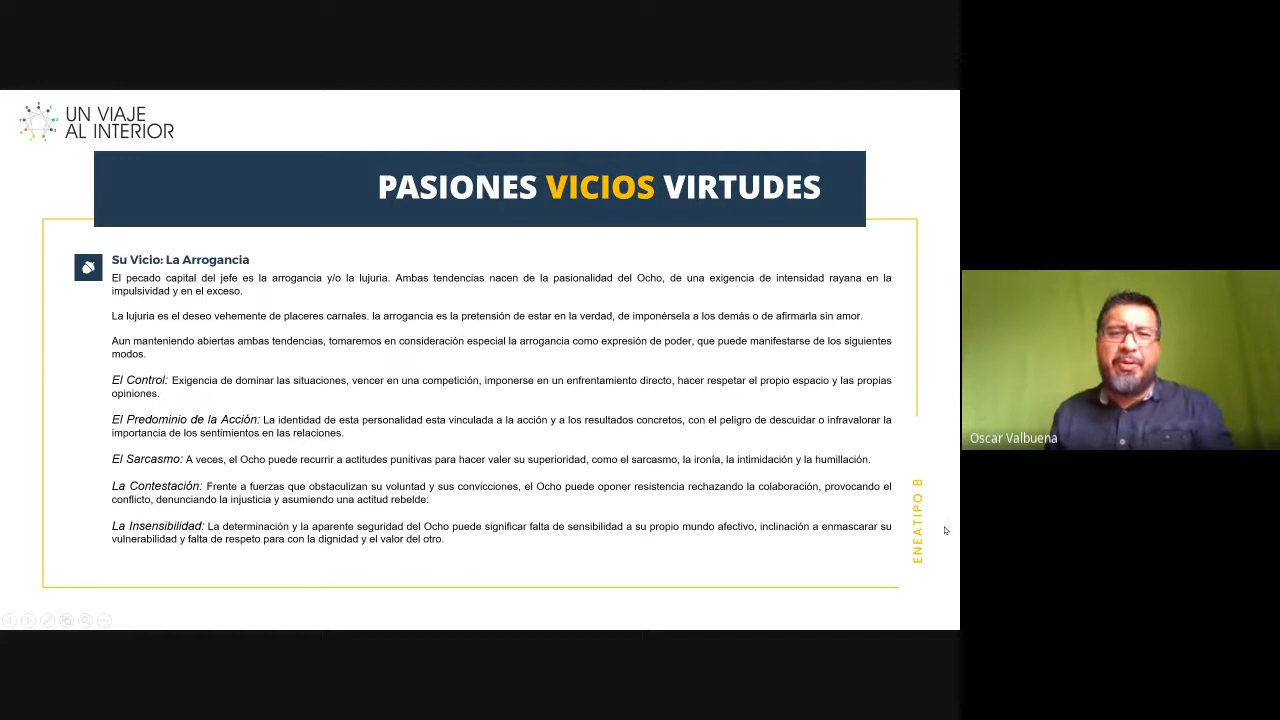 UN VIAJE
AL INTERIOR
PASIONES VICIOS VIRTUDES
Su Vicio: La Arrogancia
El pecado capital del jefe es la arrogancia y/o la lujuria. Ambas tendencias nacen de la pasionalidad del Ocho, de una exigencia de intensidad rayana en la
impulsividad y en el exceso.
La lujuria es el deseo vehemente de placeres carnales. la arrogancia es la pretensión de estar en la verdad, de imponérsela a los demás o de afirmarla sin amor.
Aun manteniendo abiertas ambas tendencias, tomaremos en consideración especial la arrogancia como expresión de poder, que puede manifestarse de los siguientes
modos.
El Control: Exigencia de dominar las situaciones, vencer en una competición, imponerse en un enfrentamiento directo, hacer respetar el propio espacio y las propias
opiniones.
El Predominio de la Acción: La identidad de esta personalidad esta vinculada a la acción y a los resultados concretos, con el peligro de descuidar o infravalorar la
importancia de los sentimientos en las relaciones.
El Sarcasmo: A veces, el Ocho puede recurrir a actitudes punitivas para hacer valer su superioridad, como el sarcasmo, la ironía, la intimidación y la humillación.
La Contestación: Frente a fuerzas que obstaculizan su voluntad y sus convicciones, el Ocho puede oponer resistencia rechazando la colaboración, provocando el
conflicto, denunciando la injusticia y asumiendo una actitud rebelde:
La Insensibilidad: La determinación y la aparente seguridad del Ocho puede significar falta de sensibilidad a su propio mundo afectivo, inclinación a enmascarar su
vulnerabilidad y falta de respeto para con la dignidad y el valor del otro.
ENEATIPO 8
Oscar Valbuena